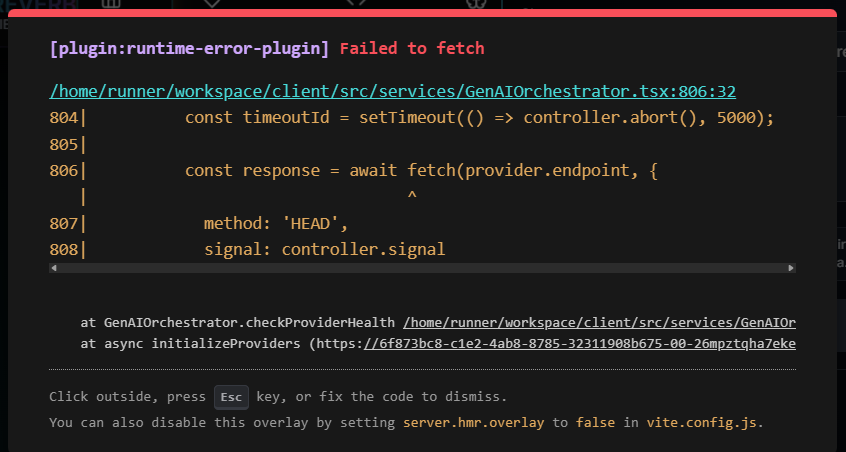 [plugin:runtime-error-plugin] Failed to fetch
/home/runner/workspace/client/src/services/GenAIOrchestrator.tsx:806:32
804|          const timeoutId = setTimeout(() => controller.abort(), 5000);
805|
806|          const response = await fetch(provider.endpoint, {
   |                                 ^
807|            method: 'HEAD',
808|            signal: controller.signal
at GenAIOrchestrator.checkProviderHealth /home/runner/workspace/client/src/services/GenAIOr
at async initializeProviders (https://6f873bc8-c1e2-4ab8-8785-32311908b675-00-26mpztqha7eke
Click outside, press Esc key, or fix the code to dismiss.
You can also disable this overlay by setting server.hmr.overlay to false in vite.config.js.